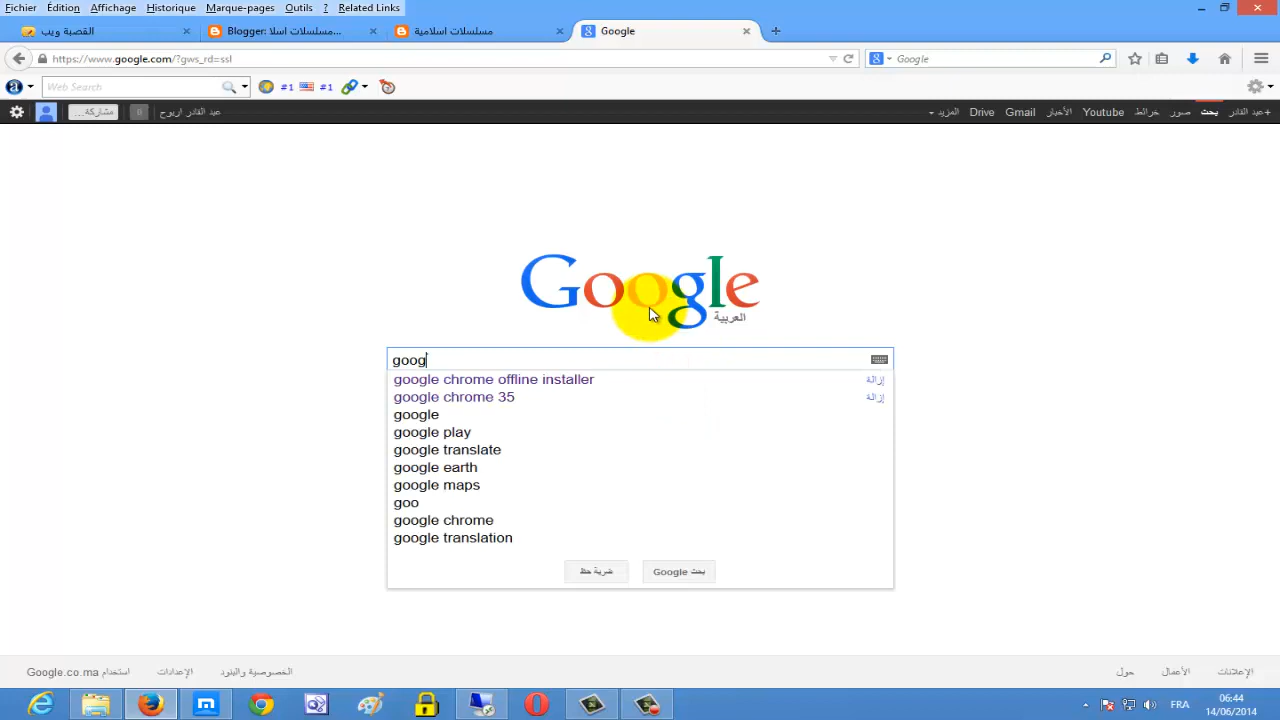 Fichier Édition Affichage Historique Marque-pages Outils ? Related Links
القصبة ويب
Blogger: مسلسلات اسلا...
مسلسلات اسلامية
Google
https://www.google.com/?gws_rd=ssl
Google
Web Search
#1 #1
عبد القادر+ بحث صور خرائط Youtube الأخبار Gmail Drive المزيد
عبد القادر اربوح 0 مشاركة...
Google
العربية
goog
google chrome offline installer إزالة
google chrome 35 إزالة
google
google play
google translate
google earth
google maps
goo
google chrome
google translation
بحث Google ضربة حظ
الإعلانات الأعمال حول الخصوصية والبنود الإعدادات استخدام Google.co.ma
FRA
06:44
14/06/2014